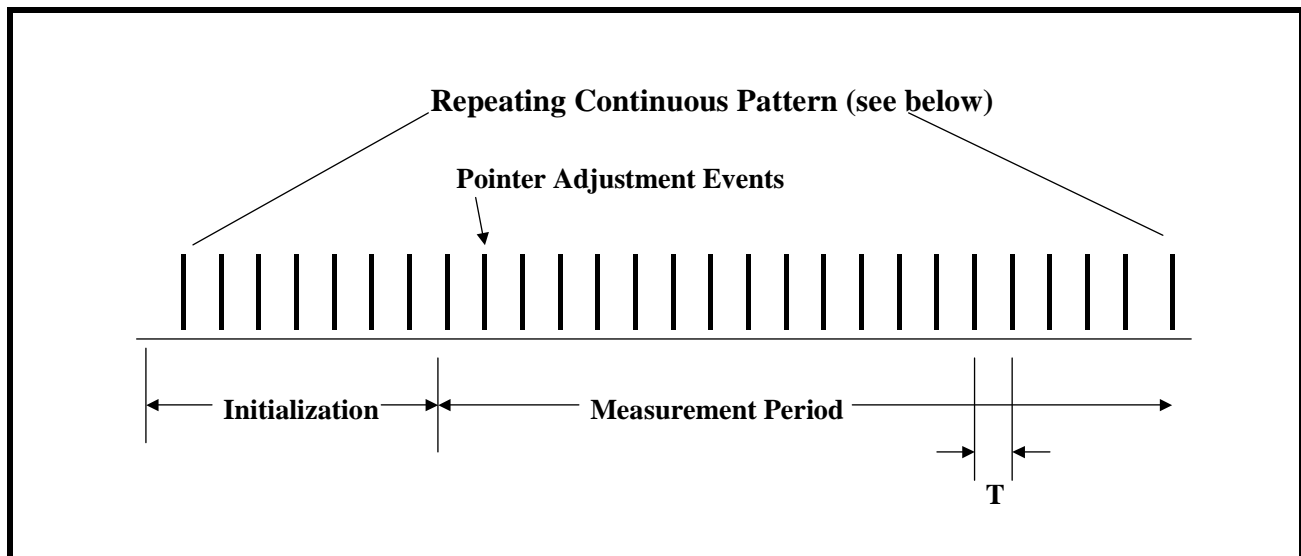 Repeating Continuous Pattern (see below)
Pointer Adjustment Events
Initialization
Measurement Period
T